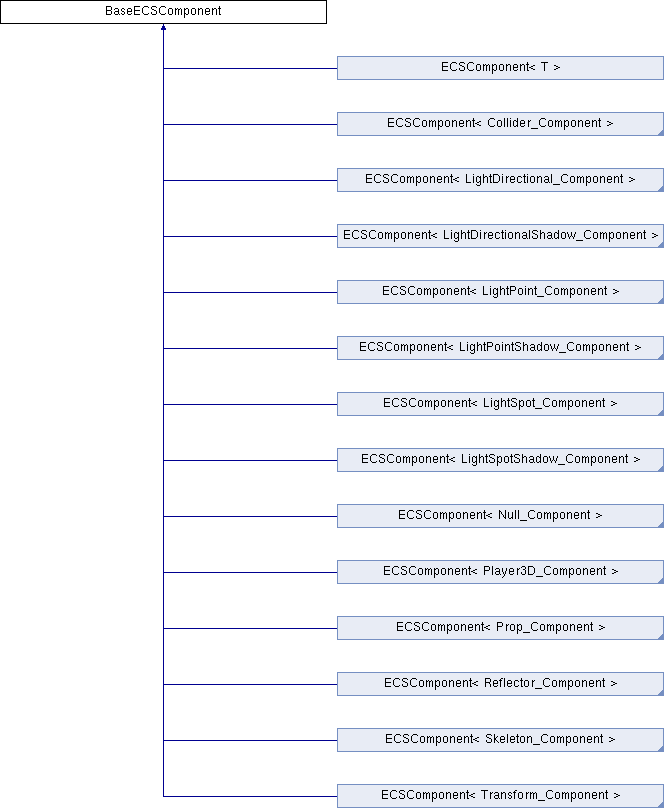 BaseECSComponent
ECSComponent< T >
ECSComponent< Collider_Component >
ECSComponent< LightDirectional_Component >
ECSComponent< LightDirectionalShadow_Component >
ECSComponent< LightPoint_Component >
ECSComponent< LightPointShadow_Component >
ECSComponent< LightSpot_Component >
ECSComponent< LightSpotShadow_Component >
ECSComponent< Null_Component >
ECSComponent< Player3D_Component >
ECSComponent< Prop_Component >
ECSComponent< Reflector_Component >
ECSComponent< Skeleton_Component >
ECSComponent< Transform_Component >